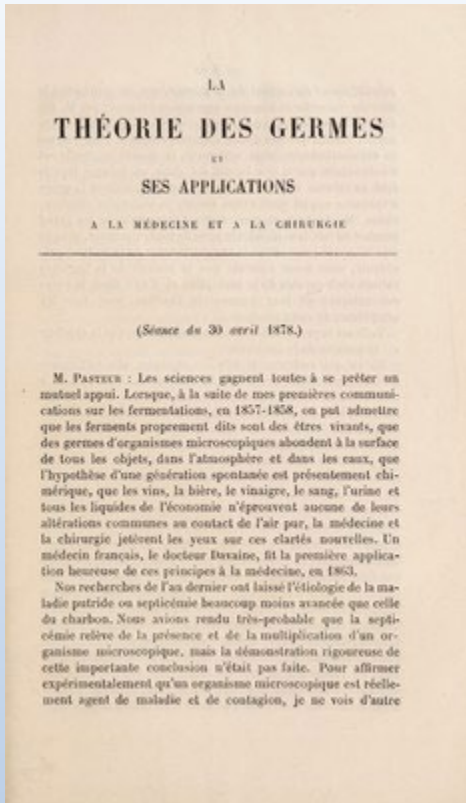 LA
THÉORIE DES GERMES
ET
SES APPLICATIONS
A LA MÉDECINE ET A LA CHIRURGIE
(Séance du 30 avril 1878.)
M. PASTEUR : Les sciences gagnent toutes à se prêter un
mutuel appui. Lorsque, à la suite de mes premières communi-
cations sur les fermentations, en 1857-1858, on put admettre
que les ferments proprement dits sont des êtres vivants, que
des germes d'organismes microscopiques abondent à la surface
de tous les objets, dans l'atmosphère et dans les eaux, que
l'hypothèse d'une génération spontanée est présentement chi-
mérique, que les vins, la bière, le vinaigre, le sang, l'urine et
tous les liquides de l'économie n'éprouvent aucune de leurs
altérations communes au contact de l'air pur, la médecine et
la chirurgie jetèrent les yeux sur ces clartés nouvelles. Un
médecin français, le docteur Davaine, fit la première applica-
tion heureuse de ces principes à la médecine, en 1863.
Nos recherches de l'an dernier ont laissé l'étiologie de la ma-
ladie putride ou septicémie beaucoup moins avancée que celle
du charbon. Nous avions rendu très-probable que la septi-
cémie relève de la présence et de la multiplication d'un or-
ganisme microscopique, mais la démonstration rigoureuse de
cette importante conclusion n'était pas faite. Pour affirmer
expérimentalement qu'un organisme microscopique est réelle-
ment agent de maladie et de contagion, je ne vois d'autre